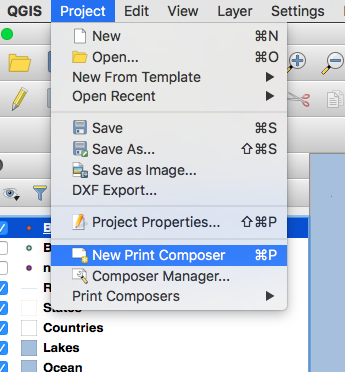 QGIS Project Edit View Layer Settings
New ⌘N
Open... ⌘O
New From Template ▶
Open Recent ▶
Save ⌘S
Save As... ⇧⌘S
Save as Image...
DXF Export...
Project Properties... ⇧⌘P
New Print Composer ⌘P
Composer Manager...
Print Composers ▶
B
B
n
R
States
Countries
Lakes
Ocean